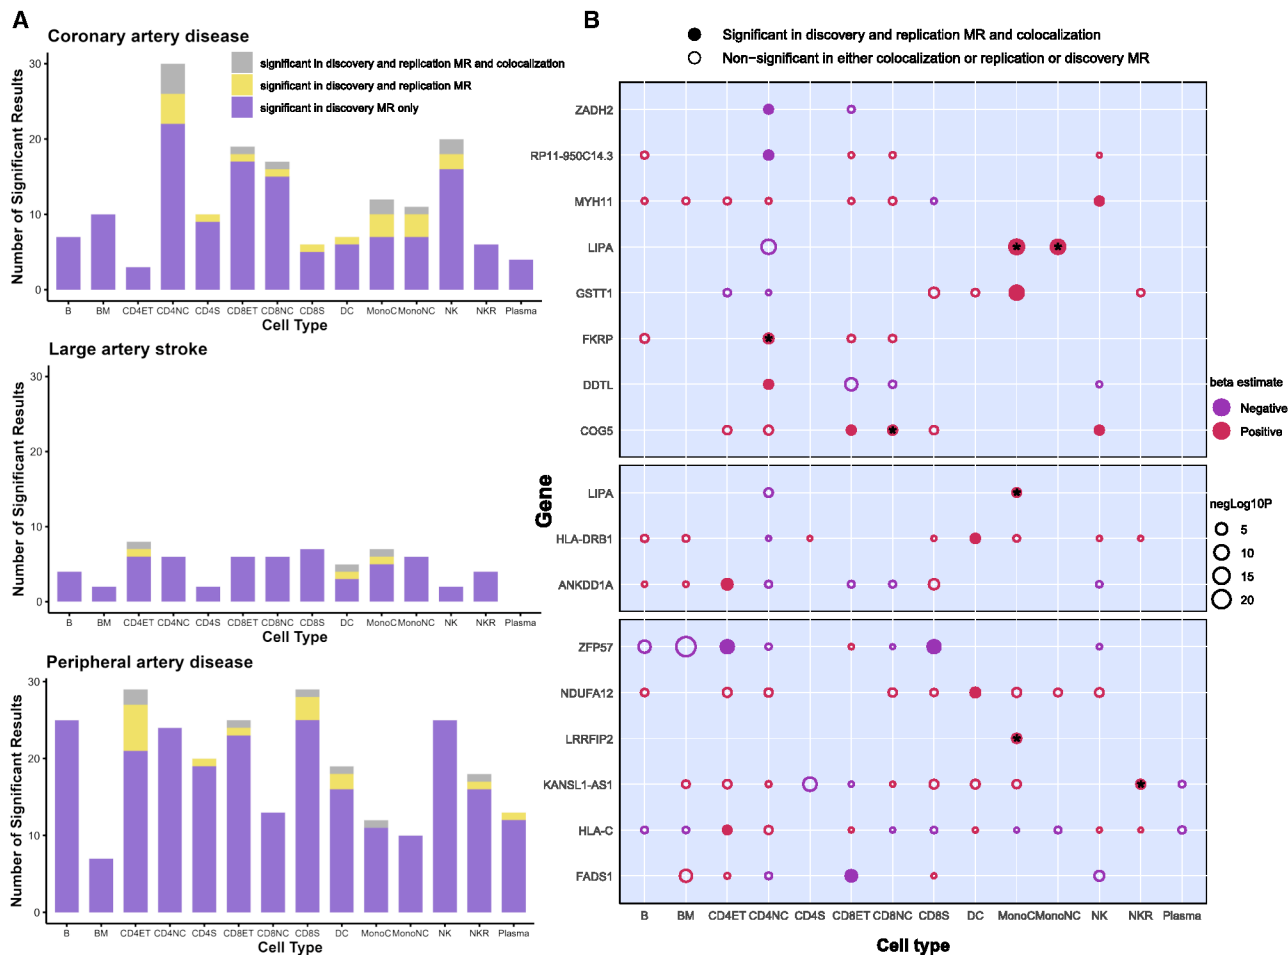 A
Coronary artery disease
significant in discovery and replication MR and colocalization
significant in discovery and replication MR
significant in discovery MR only
Number of Significant Results
30
20
10
0
B BM CD4ET CD4NC CD4S CD8ET CD8NC CD8S DC MonoC MonoNC NK NKR Plasma
Cell Type
Large artery stroke
Number of Significant Results
30
20
10
0
B BM CD4ET CD4NC CD4S CD8ET CD8NC CD8S DC MonoC MonoNC NK NKR Plasma
Cell Type
Peripheral artery disease
Number of Significant Results
30
20
10
0
B BM CD4ET CD4NC CD4S CD8ET CD8NC CD8S DC MonoC MonoNC NK NKR Plasma
Cell Type
B
Significant in discovery and replication MR and colocalization
Non-significant in either colocalization or replication or discovery MR
Gene
ZADH2
RP11-950C14.3
MYH11
LIPA
GSTT1
FKRP
DDTL
COG5
LIPA
HLA-DRB1
ANKDD1A
ZFP57
NDUFA12
LRRFIP2
KANSL1-AS1
HLA-C
FADS1
B BM CD4ET CD4NC CD4S CD8ET CD8NC CD8S DC MonoC MonoNC NK NKR Plasma
Cell type
beta estimate
Negative
Positive
negLog10P
5
10
15
20